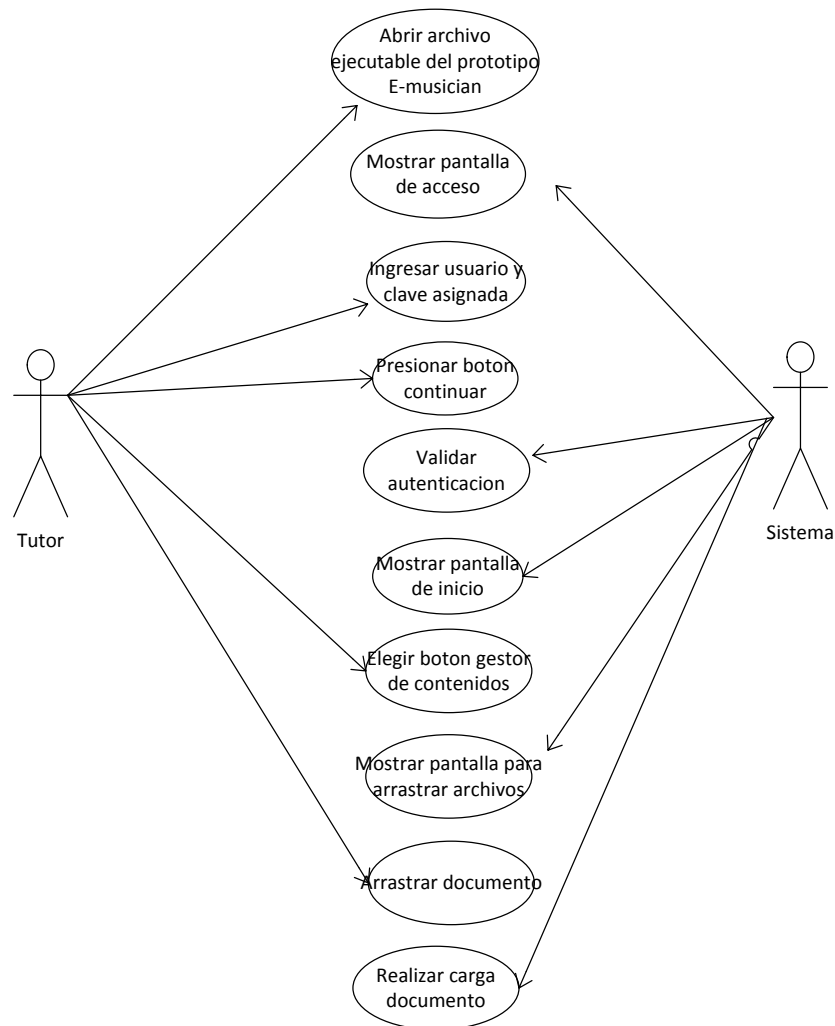 Abrir archivo
ejecutable del prototipo
E-musician
Mostrar pantalla
de acceso
Ingresar usuario y
clave asignada
Presionar boton
continuar
Validar
autenticacion
Tutor
Sistema
Mostrar pantalla
de inicio
Elegir boton gestor
de contenidos
Mostrar pantalla para
arrastrar archivos
Arrastrar documento
Realizar carga
documento